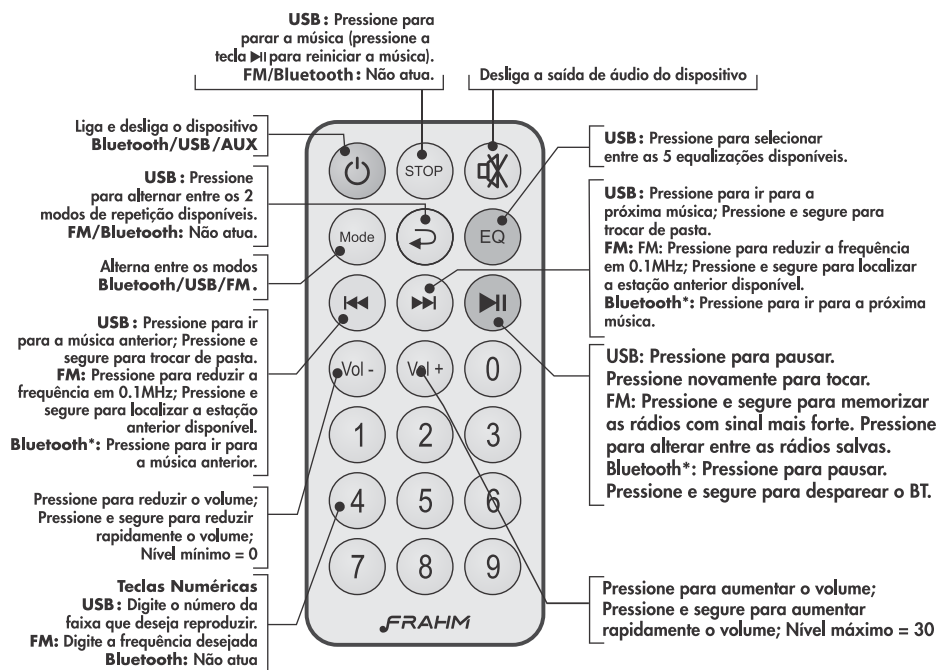 USB: Pressione para
parar a música (pressione a
tecla ⏯ para reiniciar a música).
FM/Bluetooth: Não atua.
Desliga a saída de áudio do dispositivo
Liga e desliga o dispositivo
Bluetooth/USB/AUX
USB: Pressione
para alternar entre os 2
modos de repetição disponíveis.
FM/Bluetooth: Não atua.
Alterna entre os modos
Bluetooth/USB/FM.
USB: Pressione para ir
para a música anterior; Pressione e
segure para trocar de pasta.
FM: Pressione para reduzir a
frequência em 0.1MHz; Pressione e
segure para localizar a estação
anterior disponível.
Bluetooth*: Pressione para ir para
a música anterior.
Pressione para reduzir o volume;
Pressione e segure para reduzir
rapidamente o volume;
Nível mínimo = 0
Teclas Numéricas
USB: Digite o número da
faixa que deseja reproduzir.
FM: Digite a frequência desejada
Bluetooth: Não atua
STOP
Mode
EQ
Vol -
Vol +
0
1
2
3
4
5
6
7
8
9
FRAHM
USB: Pressione para selecionar
entre as 5 equalizações disponíveis.
USB: Pressione para ir para a
próxima música; Pressione e segure para
trocar de pasta.
FM: FM: Pressione para reduzir a frequência
em 0.1MHz; Pressione e segure para localizar
a estação anterior disponível.
Bluetooth*: Pressione para ir para a próxima
música.
USB: Pressione para pausar.
Pressione novamente para tocar.
FM: Pressione e segure para memorizar
as rádios com sinal mais forte. Pressione
para alterar entre as rádios salvas.
Bluetooth*: Pressione para pausar.
Pressione e segure para desparear o BT.
Pressione para aumentar o volume;
Pressione e segure para aumentar
rapidamente o volume; Nível máximo = 30